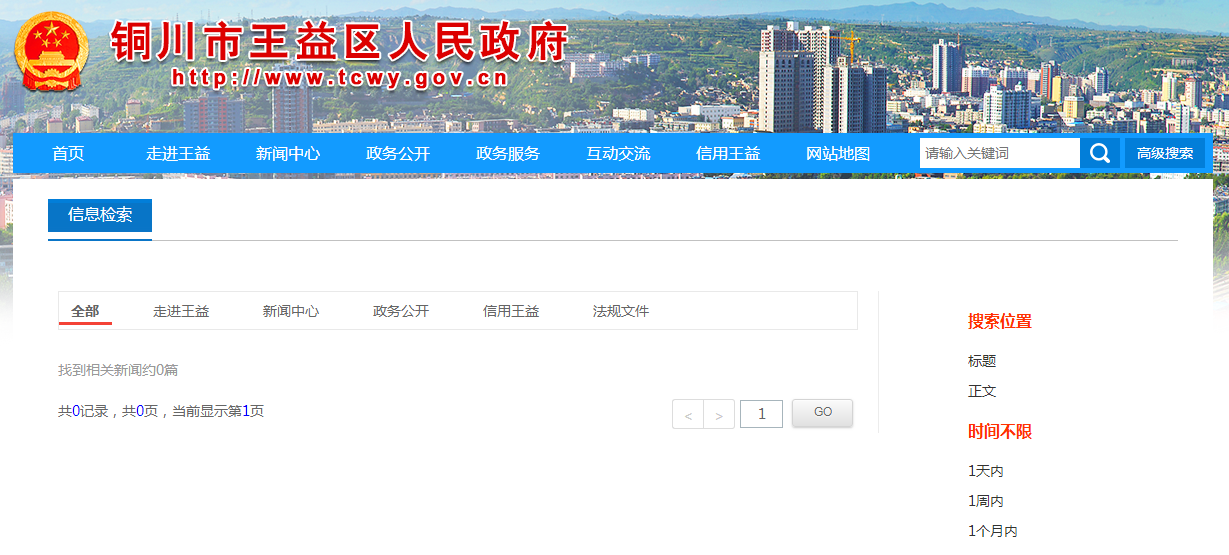 铜川市王益区人民政府
http://www.tcwy.gov.cn
首页 走进王益 新闻中心 政务公开 政务服务 互动交流 信用王益 网站地图 请输入关键词 高级搜索
信息检索
全部 走进王益 新闻中心 政务公开 信用王益 法规文件
找到相关新闻约0篇
共0记录，共0页，当前显示第1页 < > 1 GO
搜索位置
标题
正文
时间不限
1天内
1周内
1个月内